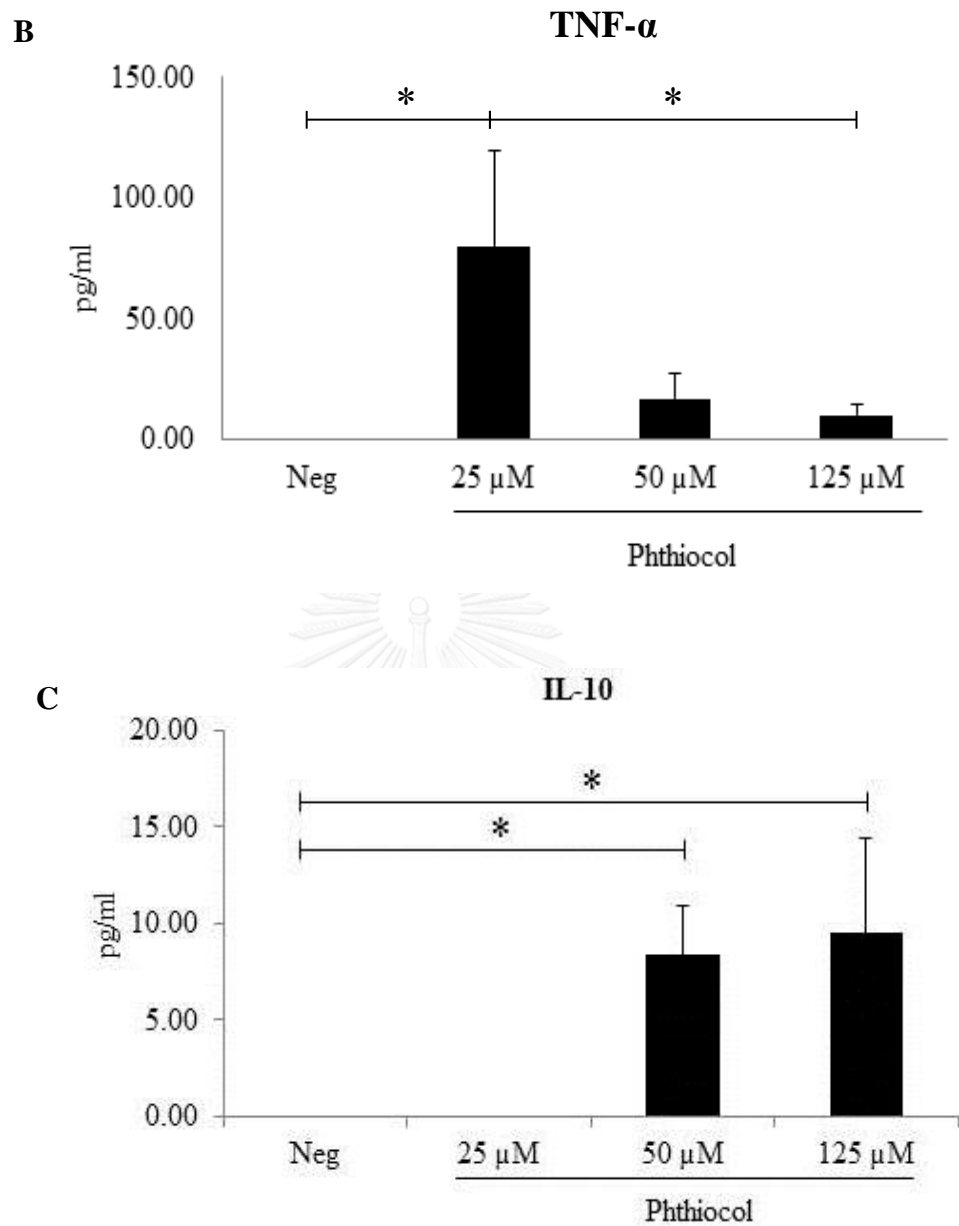 B
TNF-α
150.00
* *
100.00
pg/ml
50.00
0.00
Neg 25 µM 50 µM 125 µM
Phthiocol
C
IL-10
20.00
*
15.00
*
10.00
pg/ml
5.00
0.00
Neg 25 µM 50 µM 125 µM
Phthiocol